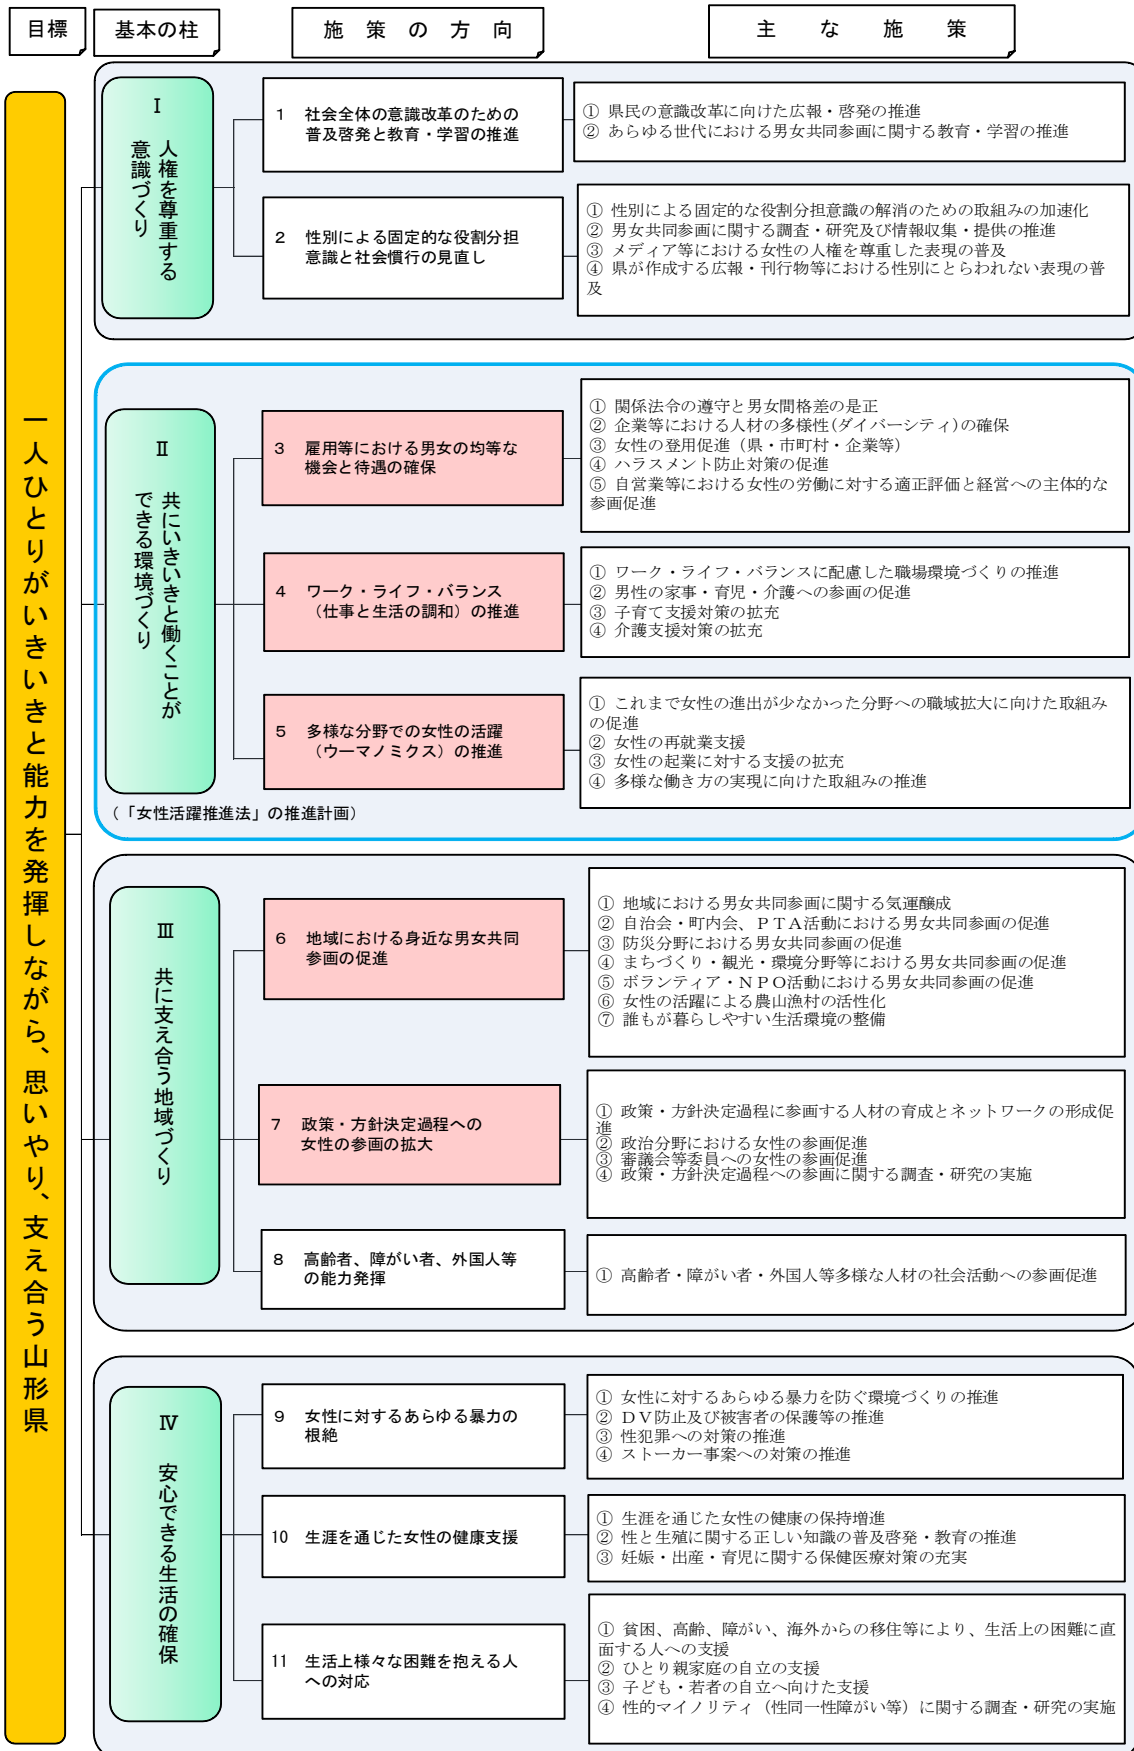 目標
基本の柱
施策の方向
主な施策
一人ひとりがいきいきと能力を発揮しながら、思いやり、支え合う山形県
Ⅰ
人権を尊重する
意識づくり
1 社会全体の意識改革のための
普及啓発と教育・学習の推進
① 県民の意識改革に向けた広報・啓発の推進
② あらゆる世代における男女共同参画に関する教育・学習の推進
2 性別による固定的な役割分担
意識と社会慣行の見直し
① 性別による固定的な役割分担意識の解消のための取組みの加速化
② 男女共同参画に関する調査・研究及び情報収集・提供の推進
③ メディア等における女性の人権を尊重した表現の普及
④ 県が作成する広報・刊行物等における性別にとらわれない表現の普
及
Ⅱ
共にいきいきと働くことが
できる環境づくり
3 雇用等における男女の均等な
機会と待遇の確保
① 関係法令の遵守と男女間格差の是正
② 企業等における人材の多様性(ダイバーシティ)の確保
③ 女性の登用促進（県・市町村・企業等）
④ ハラスメント防止対策の促進
⑤ 自営業等における女性の労働に対する適正評価と経営への主体的な
参画促進
4 ワーク・ライフ・バランス
（仕事と生活の調和）の推進
① ワーク・ライフ・バランスに配慮した職場環境づくりの推進
② 男性の家事・育児・介護への参画の促進
③ 子育て支援対策の拡充
④ 介護支援対策の拡充
5 多様な分野での女性の活躍
（ウーマノミクス）の推進
① これまで女性の進出が少なかった分野への職域拡大に向けた取組み
の促進
② 女性の再就業支援
③ 女性の起業に対する支援の拡充
④ 多様な働き方の実現に向けた取組みの推進
（「女性活躍推進法」の推進計画）
Ⅲ
共に支え合う地域づくり
6 地域における身近な男女共同
参画の促進
① 地域における男女共同参画に関する気運醸成
② 自治会・町内会、ＰＴＡ活動における男女共同参画の促進
③ 防災分野における男女共同参画の促進
④ まちづくり・観光・環境分野等における男女共同参画の促進
⑤ ボランティア・ＮＰＯ活動における男女共同参画の促進
⑥ 女性の活躍による農山漁村の活性化
⑦ 誰もが暮らしやすい生活環境の整備
7 政策・方針決定過程への
女性の参画の拡大
① 政策・方針決定過程に参画する人材の育成とネットワークの形成促
進
② 政治分野における女性の参画促進
③ 審議会等委員への女性の参画促進
④ 政策・方針決定過程への参画に関する調査・研究の実施
8 高齢者、障がい者、外国人等
の能力発揮
① 高齢者・障がい者・外国人等多様な人材の社会活動への参画促進
Ⅳ
安心できる生活の確保
9 女性に対するあらゆる暴力の
根絶
① 女性に対するあらゆる暴力を防ぐ環境づくりの推進
② ＤＶ防止及び被害者の保護等の推進
③ 性犯罪への対策の推進
④ ストーカー事案への対策の推進
10 生涯を通じた女性の健康支援
① 生涯を通じた女性の健康の保持増進
② 性と生殖に関する正しい知識の普及啓発・教育の推進
③ 妊娠・出産・育児に関する保健医療対策の充実
11 生活上様々な困難を抱える人
への対応
① 貧困、高齢、障がい、海外からの移住等により、生活上の困難に直
面する人への支援
② ひとり親家庭の自立の支援
③ 子ども・若者の自立へ向けた支援
④ 性的マイノリティ（性同一性障がい等）に関する調査・研究の実施